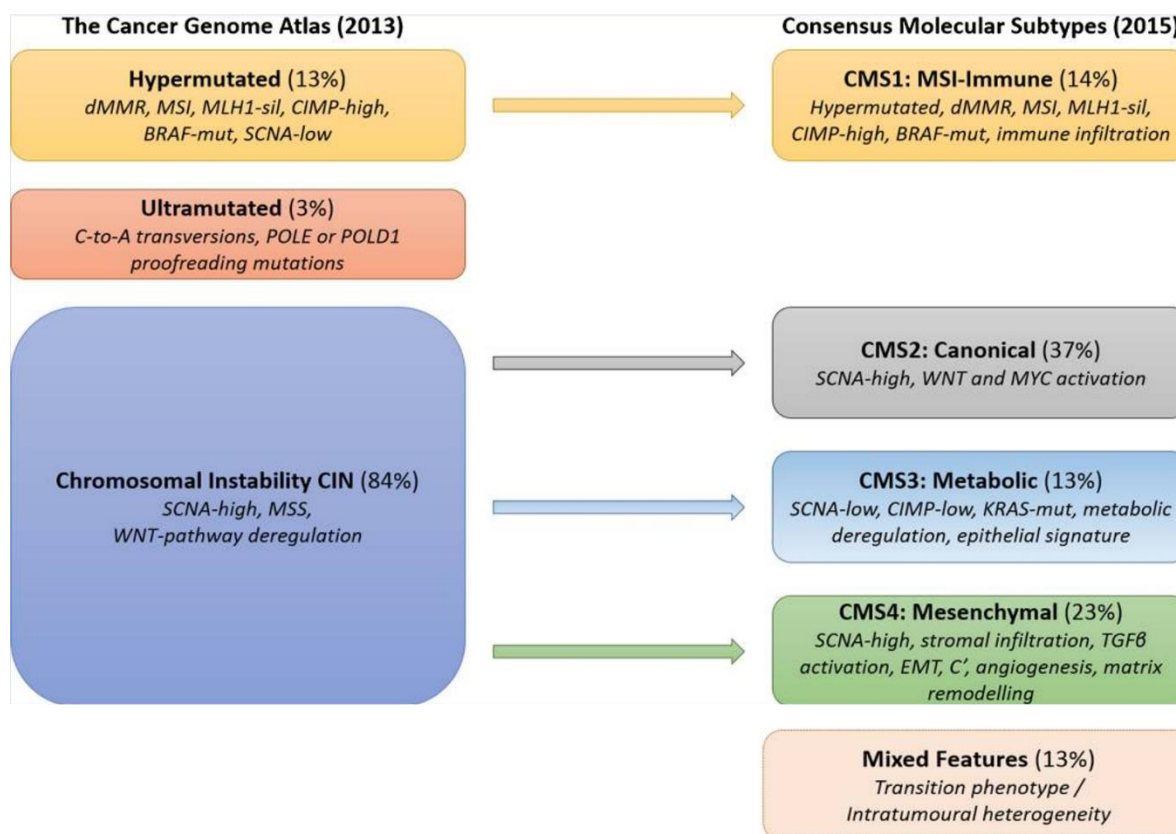 The Cancer Genome Atlas (2013)
Hypermutated (13%)
dMMR, MSI, MLH1-sil, CIMP-high,
BRAF-mut, SCNA-low
Ultramutated (3%)
C-to-A transversions, POLE or POLD1
proofreading mutations
Chromosomal Instability CIN (84%)
SCNA-high, MSS,
WNT-pathway deregulation
Consensus Molecular Subtypes (2015)
CMS1: MSI-Immune (14%)
Hypermutated, dMMR, MSI, MLH1-sil,
CIMP-high, BRAF-mut, immune infiltration
CMS2: Canonical (37%)
SCNA-high, WNT and MYC activation
CMS3: Metabolic (13%)
SCNA-low, CIMP-low, KRAS-mut, metabolic
deregulation, epithelial signature
CMS4: Mesenchymal (23%)
SCNA-high, stromal infiltration, TGFβ
activation, EMT, C’, angiogenesis, matrix
remodelling
Mixed Features (13%)
Transition phenotype /
Intratumoural heterogeneity